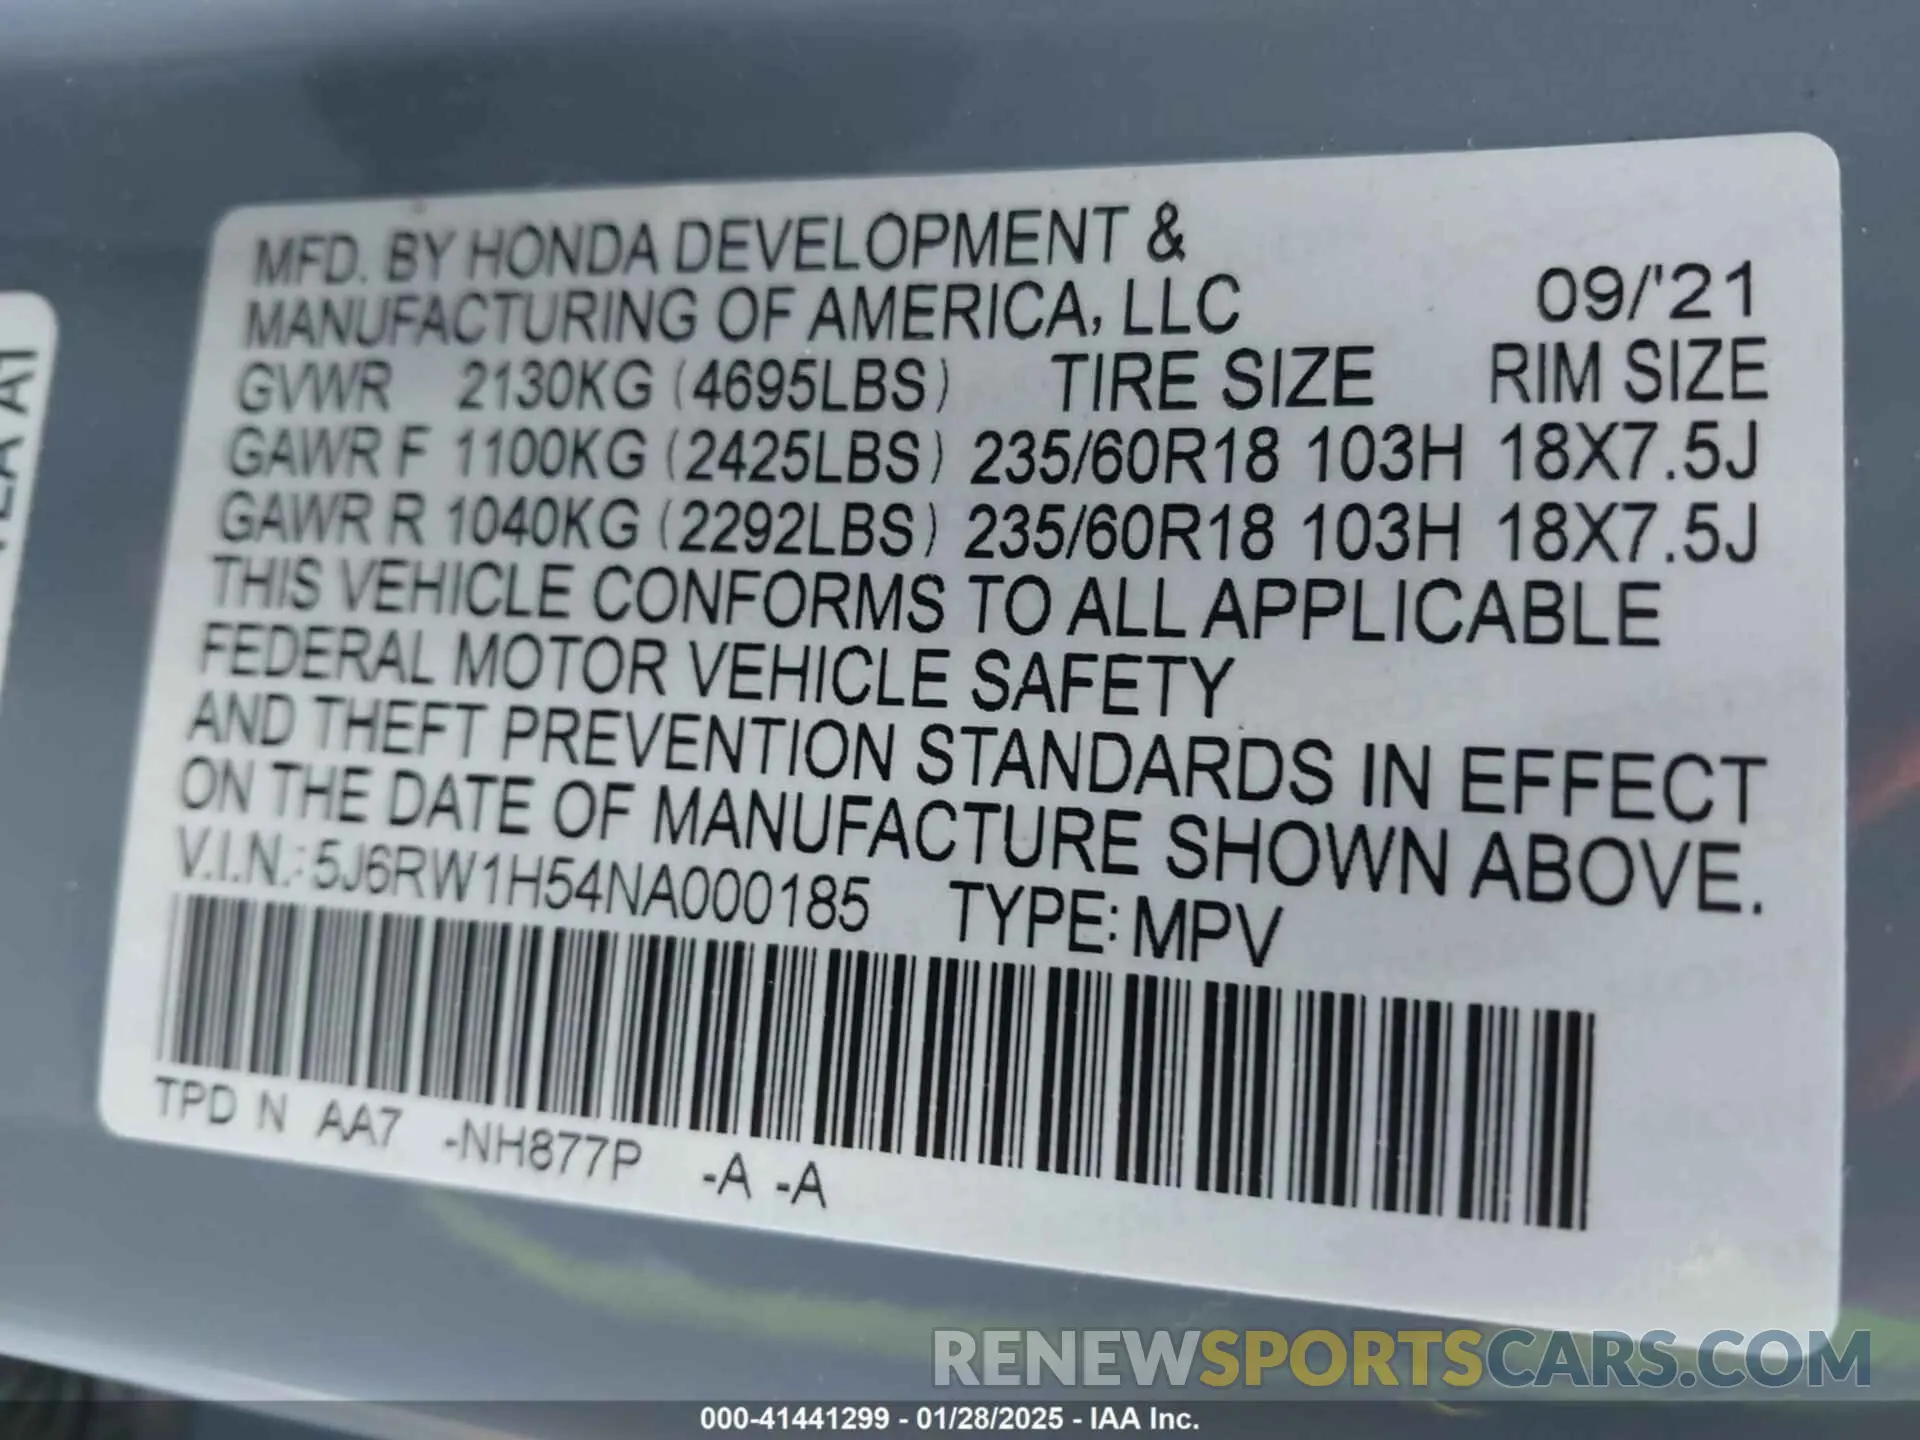 MFD. BY HONDA DEVELOPMENT &
MANUFACTURING OF AMERICA, LLC 09/'21
GVWR 2130KG (4695LBS) TIRE SIZE RIM SIZE
GAWR F 1100KG (2425LBS) 235/60R18 103H 18X7.5J
GAWR R 1040KG (2292LBS) 235/60R18 103H 18X7.5J
THIS VEHICLE CONFORMS TO ALL APPLICABLE
FEDERAL MOTOR VEHICLE SAFETY
AND THEFT PREVENTION STANDARDS IN EFFECT
ON THE DATE OF MANUFACTURE SHOWN ABOVE.
V.I.N.: 5J6RW1H54NA000185 TYPE: MPV
TPD N AA7 -NH877P -A -A
A1
RENEWSPORTSCARS.COM
000-41441299 - 01/28/2025 - IAA Inc.